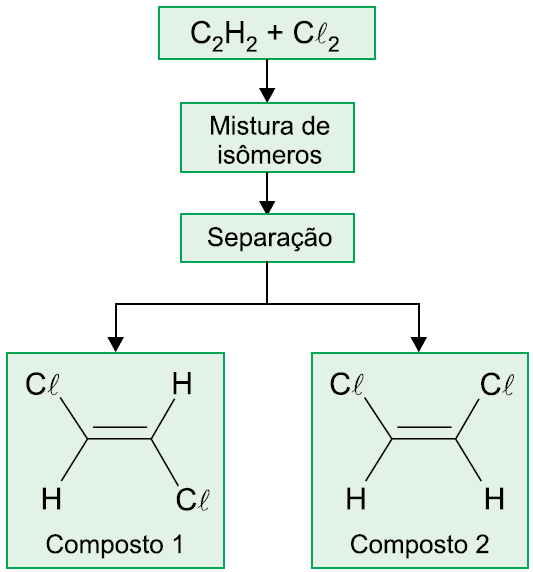 C₂H₂ + Cℓ₂
Mistura de
isômeros
Separação
Cℓ H
H Cℓ
Composto 1
Cℓ Cℓ
H H
Composto 2